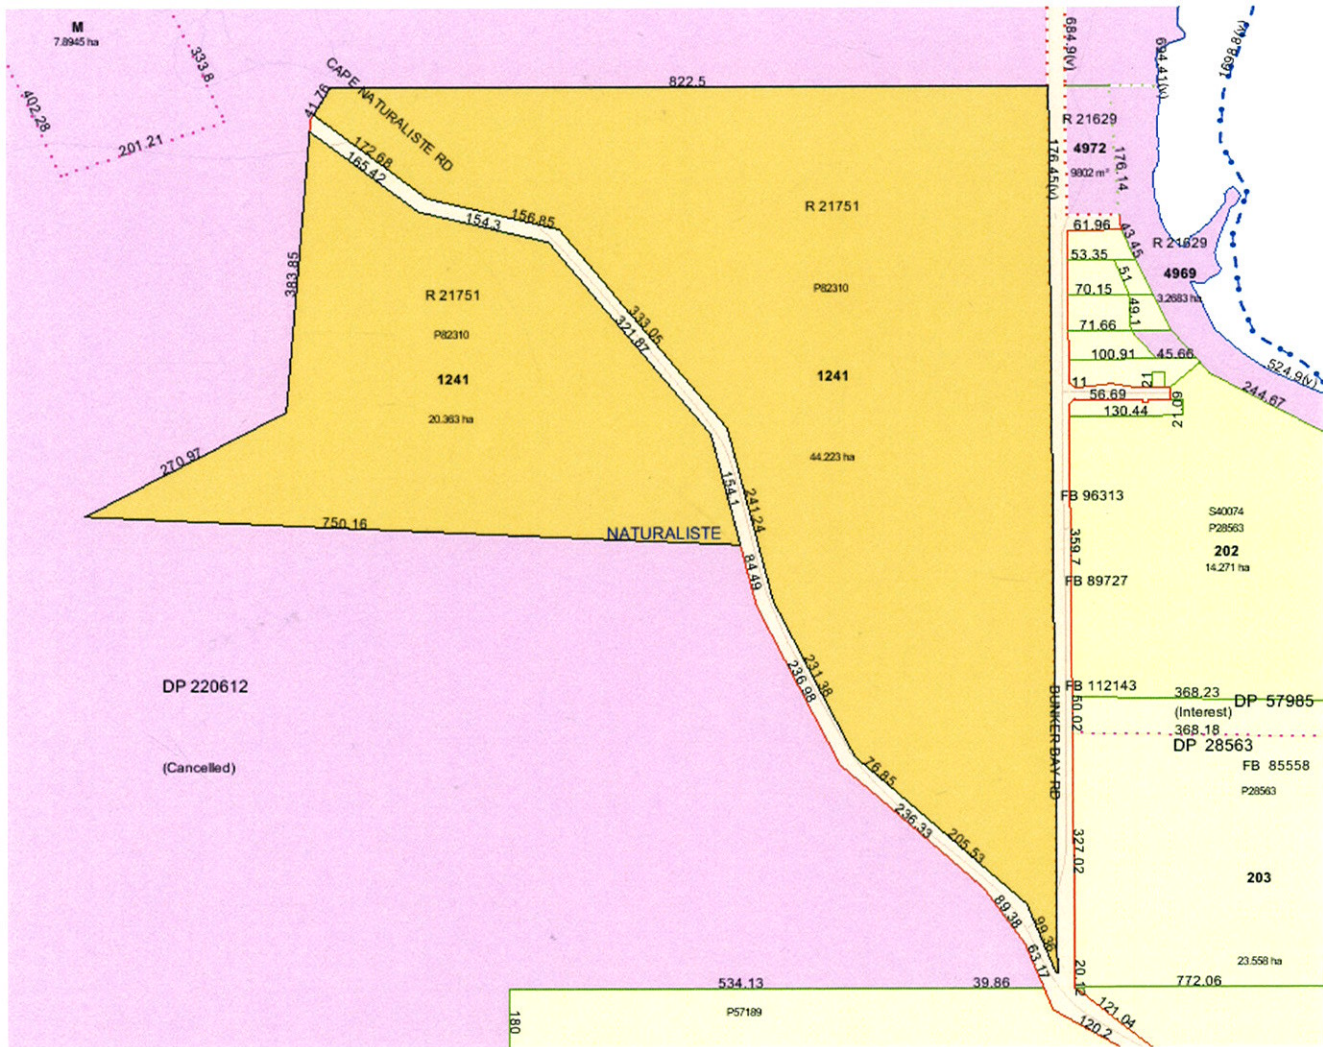 M
7.8945 ha
333.8
402.28
201.21
41.76
CAPE NATURALISTE RD
822.5
684.9(v)
694.41(v)
1698.8(v)
R 21629
4972
9802 m²
176.14
176.45(v)
172.68
165.42
154.3
156.85
R 21751
P82310
1241
44.223 ha
R 21751
P82310
1241
20.363 ha
383.85
333.05
321.87
61.96
43.45
R 21629
4969
3.2683 ha
53.35
51
70.15
49.1
71.66
100.91
45.66
524.9(v)
244.67
11
21
56.69
21.09
130.44
270.97
750.16
NATURALISTE
154.1
241.24
84.49
FB 96313
359.7
FB 89727
S40074
P28563
202
14.271 ha
231.38
236.98
DP 220612
(Cancelled)
FB 112143
50.07
BUNKER BAY RD
368.23
(Interest)
DP 57985
368.18
DP 28563
FB 85558
P28563
76.85
236.33
205.53
327.02
203
89.38
99.36
63.17
23.558 ha
534.13
39.86
20.12
772.06
P57189
180
120.2
121.04